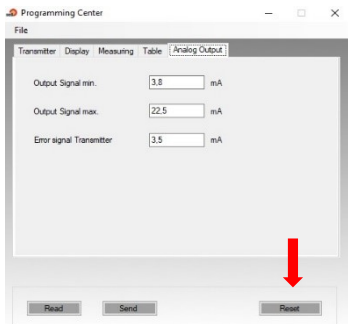 Programming Center
File
Transmitter Display Measuring Table Analog Output
Output Signal min. 3,8 mA
Output Signal max. 22,5 mA
Error signal Transmitter 3,5 mA
Read Send Reset